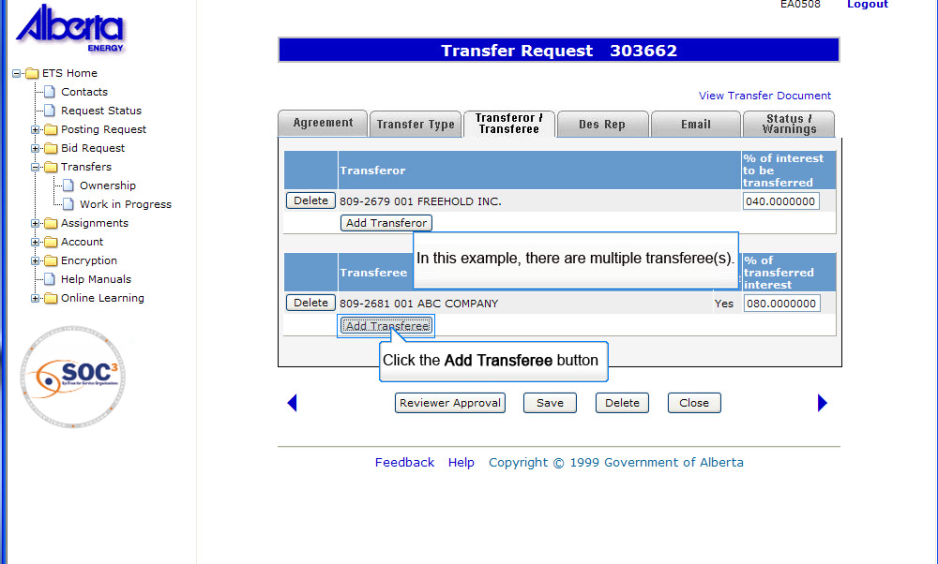 EA0508 Logout
Alberta
ENERGY
ETS Home
Contacts
Request Status
Posting Request
Bid Request
Transfers
Ownership
Work in Progress
Assignments
Account
Encryption
Help Manuals
Online Learning
SOC3
Transfer Request 303662
View Transfer Document
Agreement
Transfer Type
Transferor /
Transferee
Des Rep
Email
Status /
Warnings
Transferor
% of interest
to be
transferred
Delete 809-2679 001 FREEHOLD INC. 040.0000000
Add Transferor
In this example, there are multiple transferee(s).
Transferee
% of
transferred
interest
Delete 809-2681 001 ABC COMPANY Yes 080.0000000
Add Transferee
Click the Add Transferee button
Reviewer Approval Save Delete Close
Feedback Help Copyright © 1999 Government of Alberta